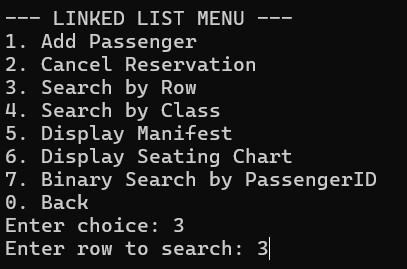 --- LINKED LIST MENU ---
1. Add Passenger
2. Cancel Reservation
3. Search by Row
4. Search by Class
5. Display Manifest
6. Display Seating Chart
7. Binary Search by PassengerID
0. Back
Enter choice: 3
Enter row to search: 3